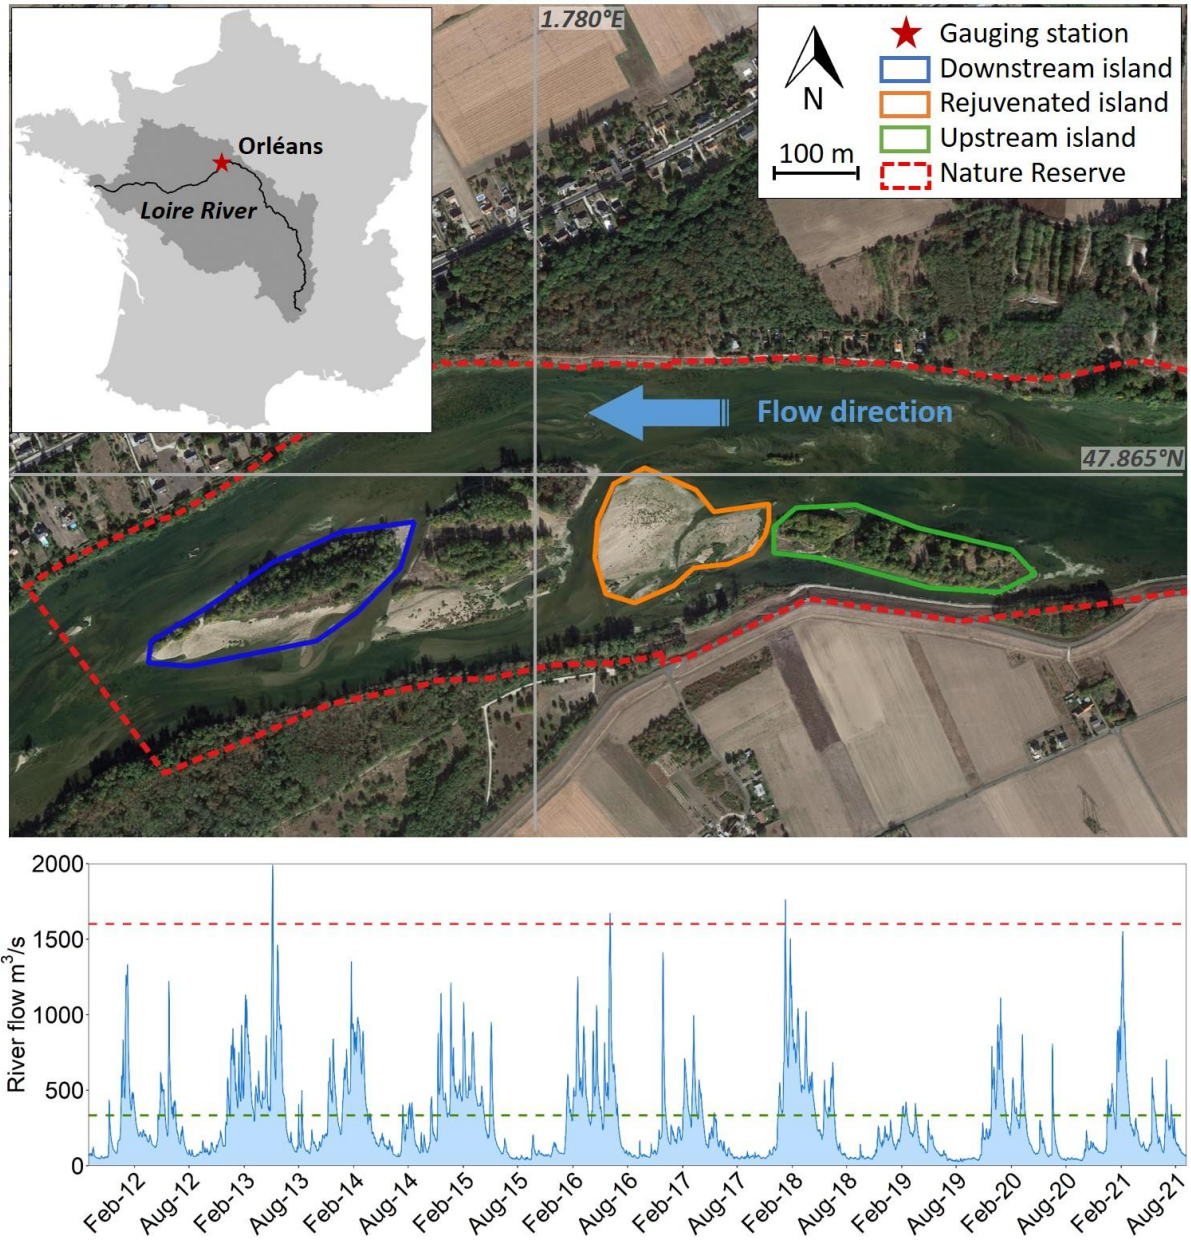 Orléans
Loire River
1.780°E
N
100 m
Gauging station
Downstream island
Rejuvenated island
Upstream island
Nature Reserve
Flow direction
47.865°N
River flow m³/s
2000
1500
1000
500
0
Feb-12
Aug-12
Feb-13
Aug-13
Feb-14
Aug-14
Feb-15
Aug-15
Feb-16
Aug-16
Feb-17
Aug-17
Feb-18
Aug-18
Feb-19
Aug-19
Feb-20
Aug-20
Feb-21
Aug-21